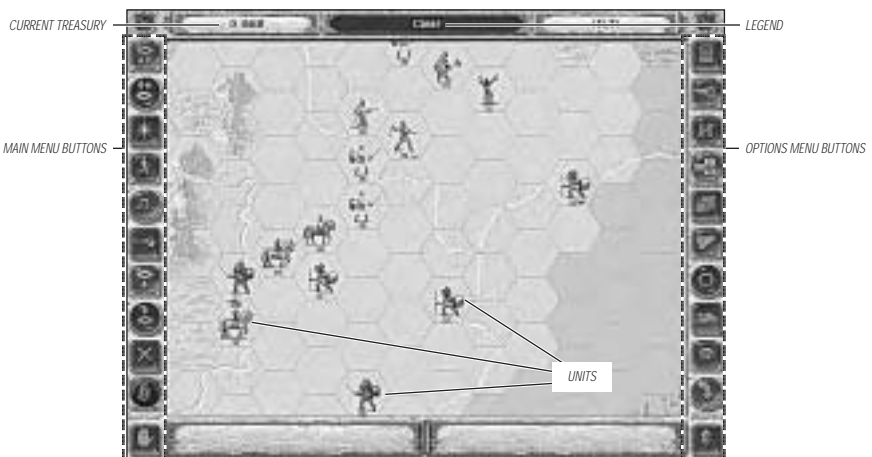 CURRENT TREASURY
LEGEND
MAIN MENU BUTTONS
OPTIONS MENU BUTTONS
UNITS